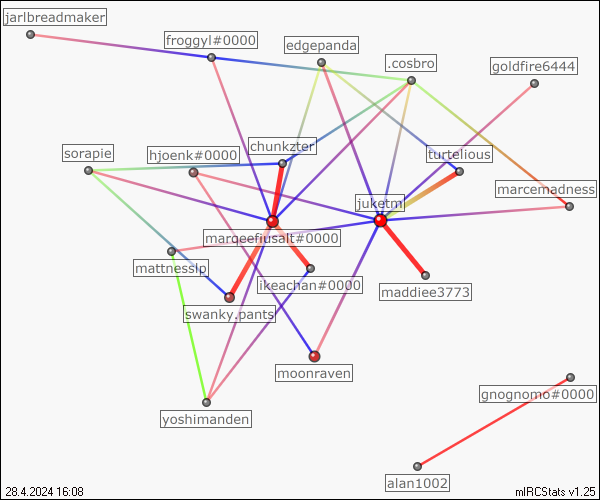 jarlbreadmaker
froggyl#0000
edgepanda
.cosbro
goldfire6444
chunkzter
sorapie
hjoenk#0000
turtelious
marcemadness
juketm
marqeefiusalt#0000
mattnesslp
ikeachan#0000
maddiee3773
swanky.pants
moonraven
gnognomo#0000
yoshimanden
alan1002
28.4.2024 16:08
mIRCStats v1.25